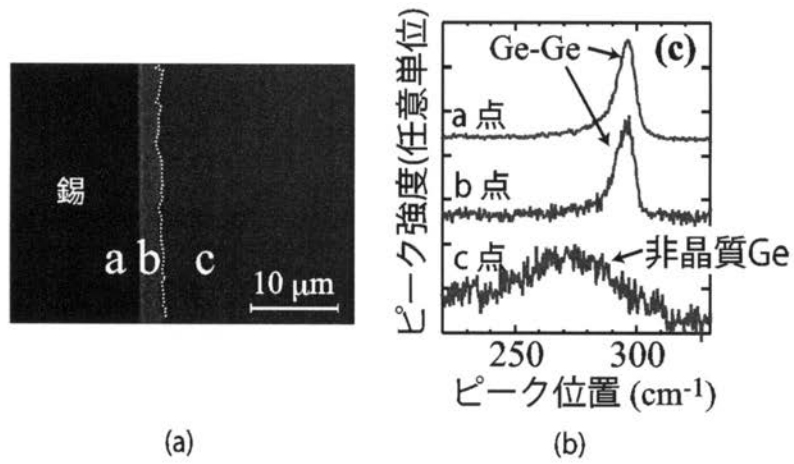 錫
a b c
10 μm
(a)
ピーク強度(任意単位)
(c)
Ge-Ge
a 点
b 点
c 点
非晶質Ge
250 300
ピーク位置 (cm-1)
(b)